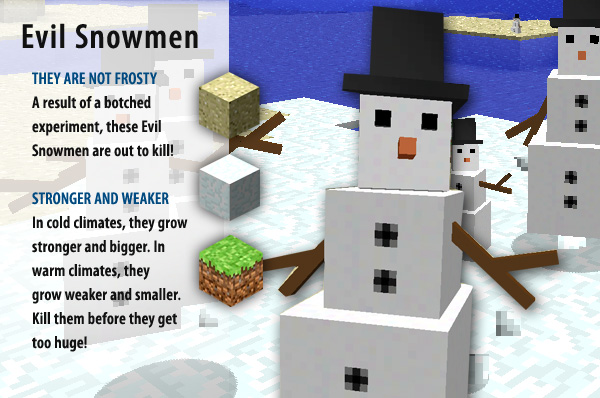 Evil Snowmen
THEY ARE NOT FROSTY
A result of a botched
experiment, these Evil
Snowmen are out to kill!
STRONGER AND WEAKER
In cold climates, they grow
stronger and bigger. In
warm climates, they
grow weaker and smaller.
Kill them before they get
too huge!